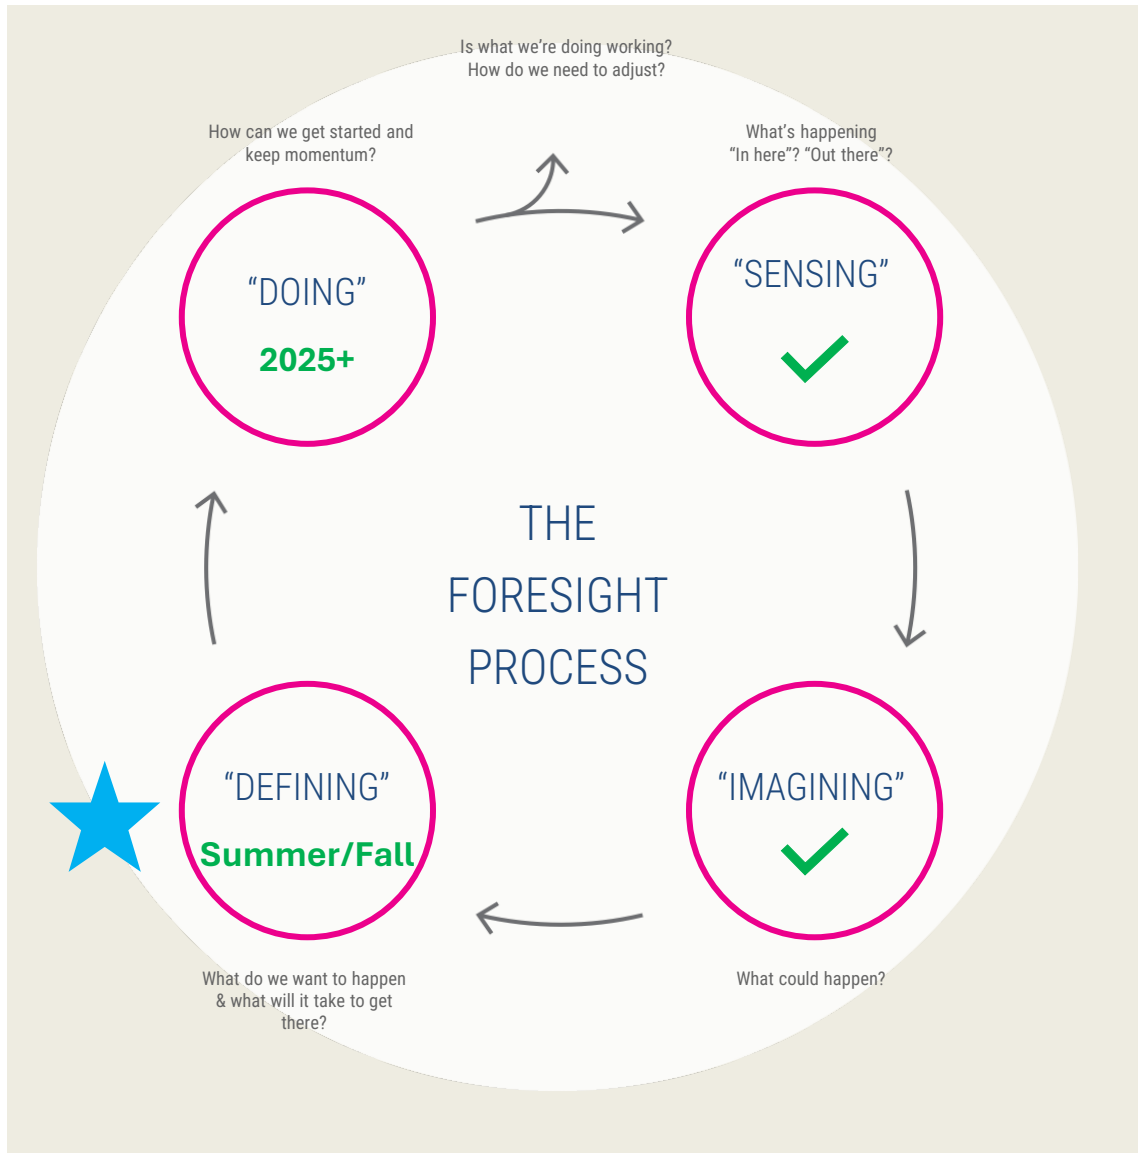 Is what we’re doing working?
How do we need to adjust?
How can we get started and
keep momentum?
What’s happening
“In here”? “Out there”?
“DOING”
2025+
“SENSING”
THE
FORESIGHT
PROCESS
“DEFINING”
Summer/Fall
“IMAGINING”
What do we want to happen
& what will it take to get
there?
What could happen?